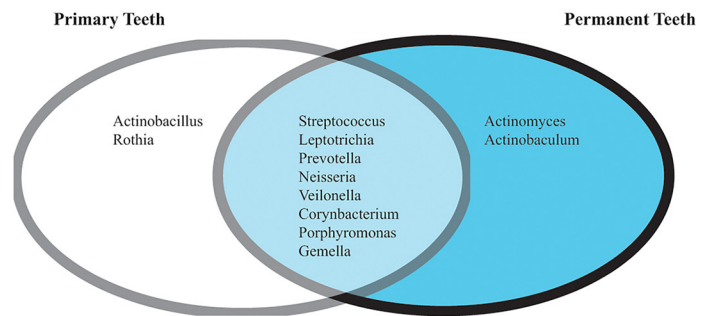 Primary Teeth
Permanent Teeth
Actinobacillus
Rothia
Streptococcus
Leptotrichia
Prevotella
Neisseria
Veilonella
Corynbacterium
Porphyromonas
Gemella
Actinomyces
Actinobaculum